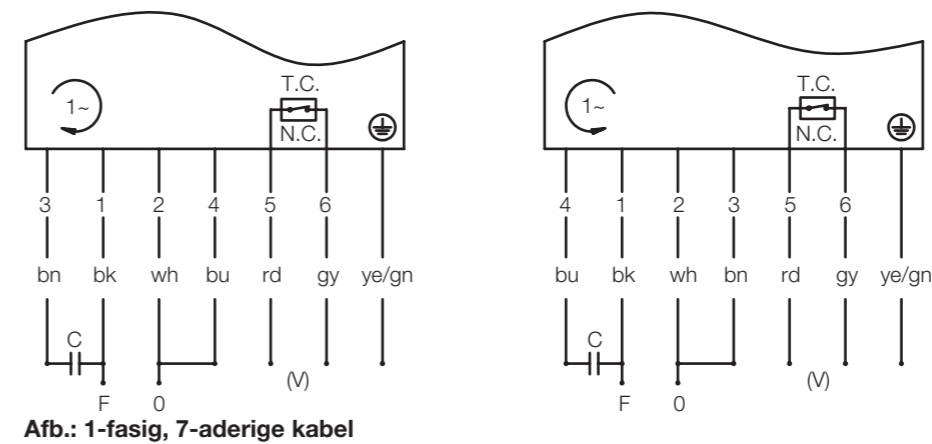 T.C. T.C.
1~ 1~
N.C. N.C.
3 1 2 4 5 6 4 1 2 3 5 6
bn bk wh bu rd gy ye/gn bu bk wh bn rd gy ye/gn
C C
(V) (V)
F 0 F 0
Afb.: 1-fasig, 7-aderige kabel